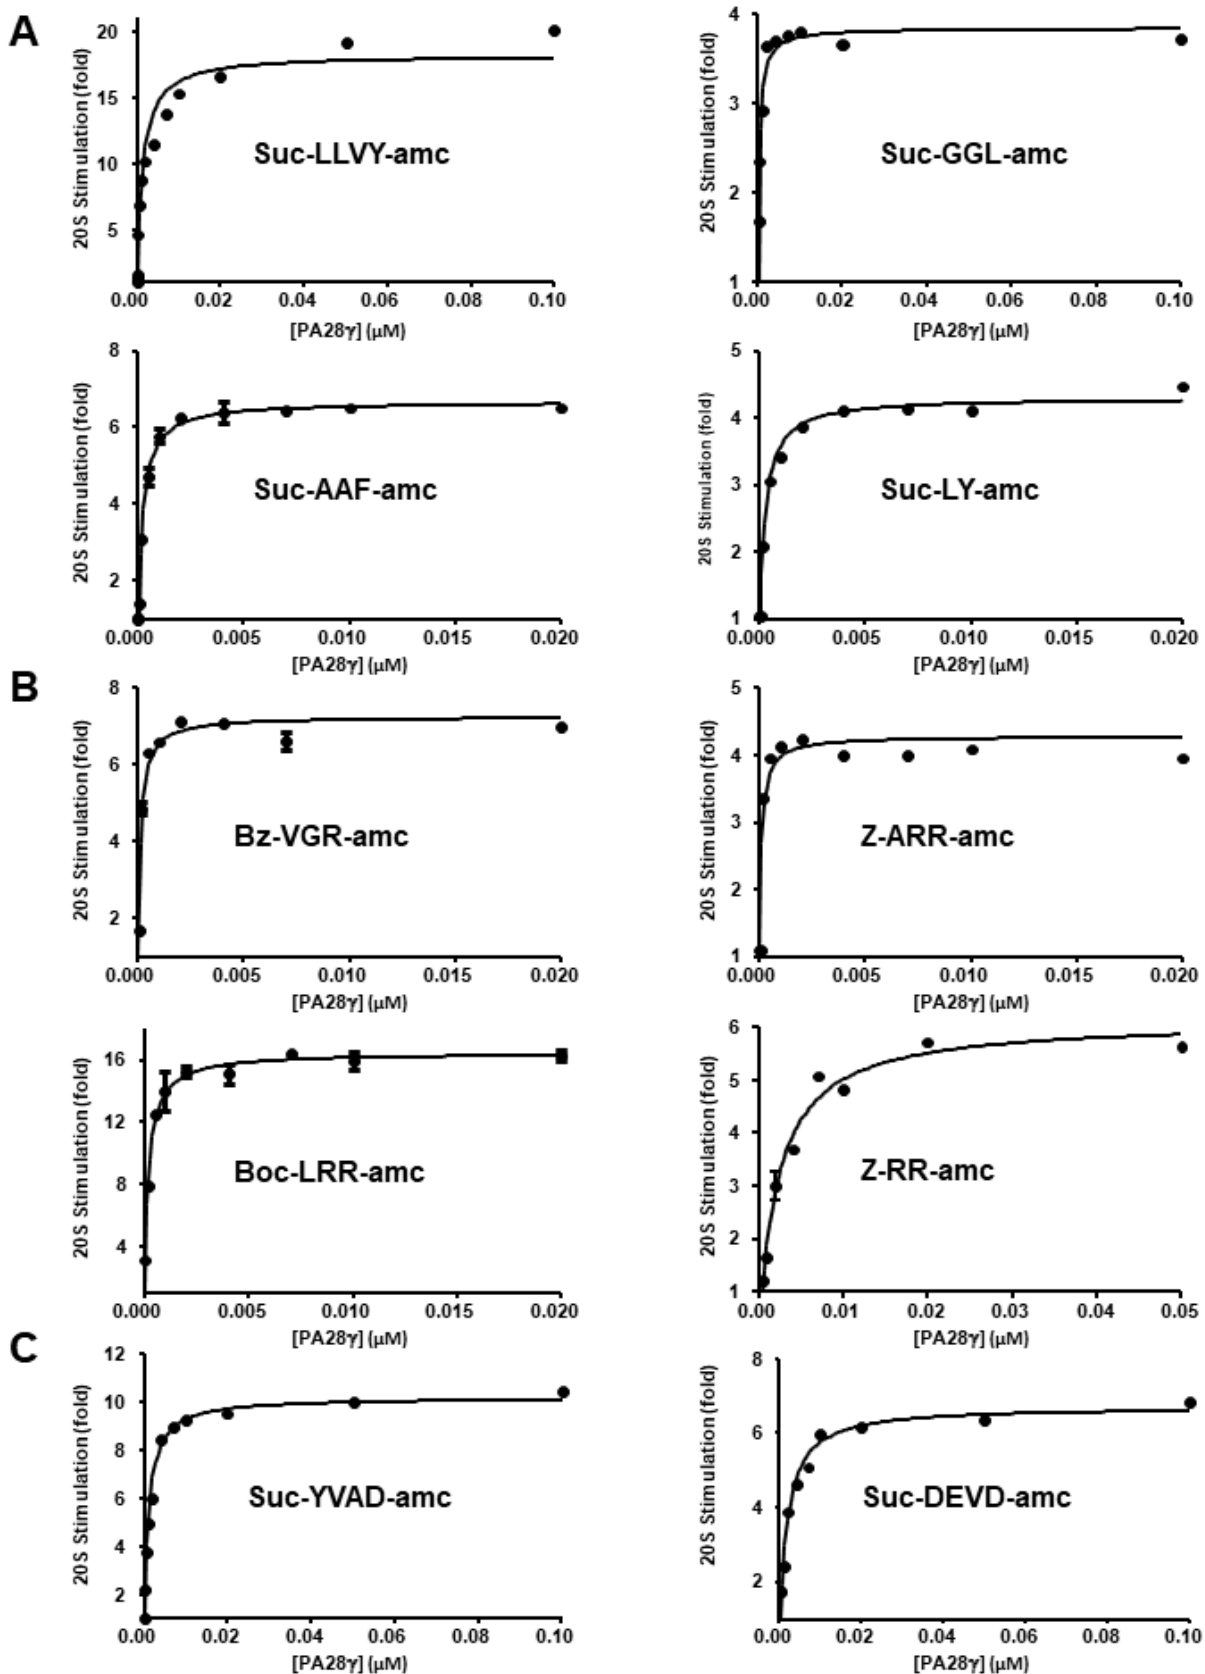 A
20S Stimulation (fold)
20
15
10
5
Suc-LLVY-amc
0.00 0.02 0.04 0.06 0.08 0.10
[PA28γ] (μM)
20S Stimulation (fold)
4
3
2
1
Suc-GGL-amc
0.00 0.02 0.04 0.06 0.08 0.10
[PA28γ] (μM)
20S Stimulation (fold)
8
6
4
2
Suc-AAF-amc
0.000 0.005 0.010 0.015 0.020
[PA28γ] (μM)
20S Stimulation (fold)
5
4
3
2
1
Suc-LY-amc
0.000 0.005 0.010 0.015 0.020
[PA28γ] (μM)
B
20S Stimulation (fold)
8
6
4
2
Bz-VGR-amc
0.000 0.005 0.010 0.015 0.020
[PA28γ] (μM)
20S Stimulation (fold)
5
4
3
2
1
Z-ARR-amc
0.000 0.005 0.010 0.015 0.020
[PA28γ] (μM)
20S Stimulation (fold)
16
12
8
4
Boc-LRR-amc
0.000 0.005 0.010 0.015 0.020
[PA28γ] (μM)
20S Stimulation (fold)
6
5
4
3
2
1
Z-RR-amc
0.00 0.01 0.02 0.03 0.04 0.05
[PA28γ] (μM)
C
20S Stimulation (fold)
12
10
8
6
4
2
Suc-YVAD-amc
0.00 0.02 0.04 0.06 0.08 0.10
[PA28γ] (μM)
20S Stimulation (fold)
8
6
4
2
Suc-DEVD-amc
0.00 0.02 0.04 0.06 0.08 0.10
[PA28γ] (μM)